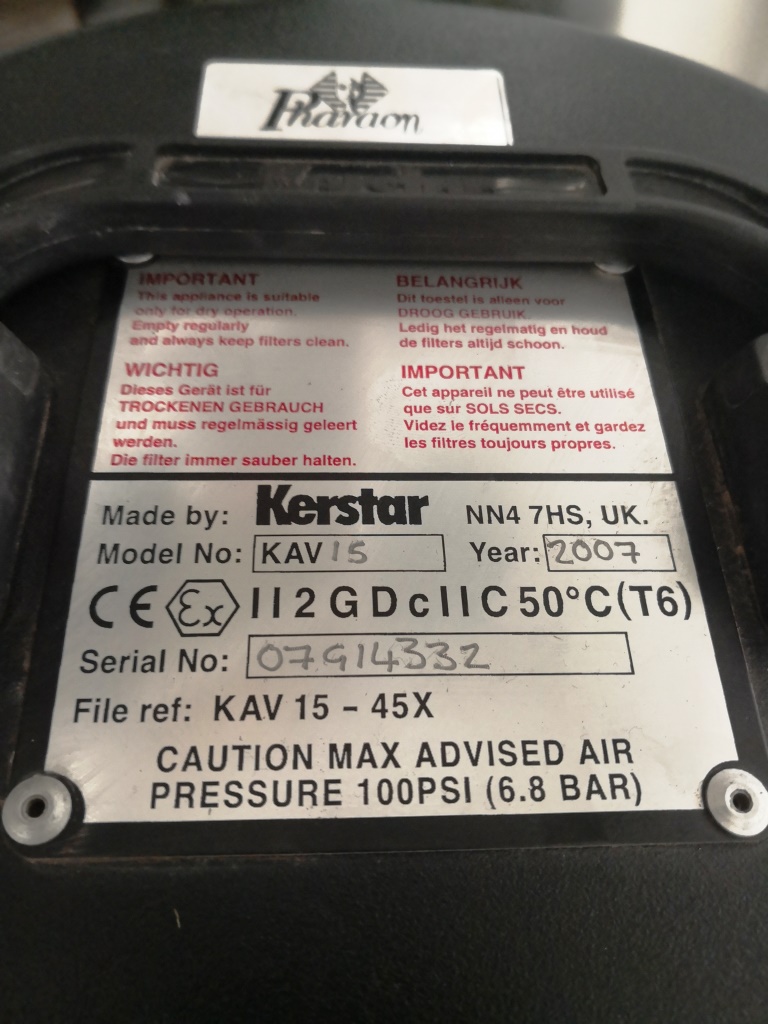 Pharaon
IMPORTANT
This appliance is suitable
only for dry operation.
Empty regularly
and always keep filters clean.
BELANGRIJK
Dit toestel is alleen voor
DROOG GEBRUIK.
Ledig het regelmatig en houd
de filters altijd schoon.
WICHTIG
Dieses Gerät ist für
TROCKENEN GEBRAUCH
und muss regelmässig geleert
werden.
Die filter immer sauber halten.
IMPORTANT
Cet appareil ne peut être utilisé
que sur SOLS SECS.
Videz le fréquemment et gardez
les filtres toujours propres.
Made by: Kerstar NN4 7HS, UK.
Model No: KAV 15 Year: 2007
CE Ex II 2 G D c II C 50°C (T6)
Serial No: 07914332
File ref: KAV 15 - 45X
CAUTION MAX ADVISED AIR
PRESSURE 100PSI (6.8 BAR)